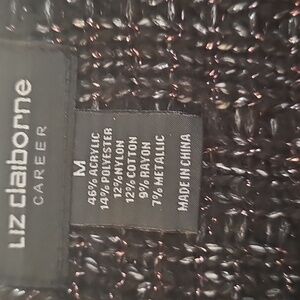 Liz claiborne
CAREER
M
46% ACRYLIC
14% POLYESTER
12% NYLON
12% COTTON
9% RAYON
7% METALLIC
MADE IN CHINA